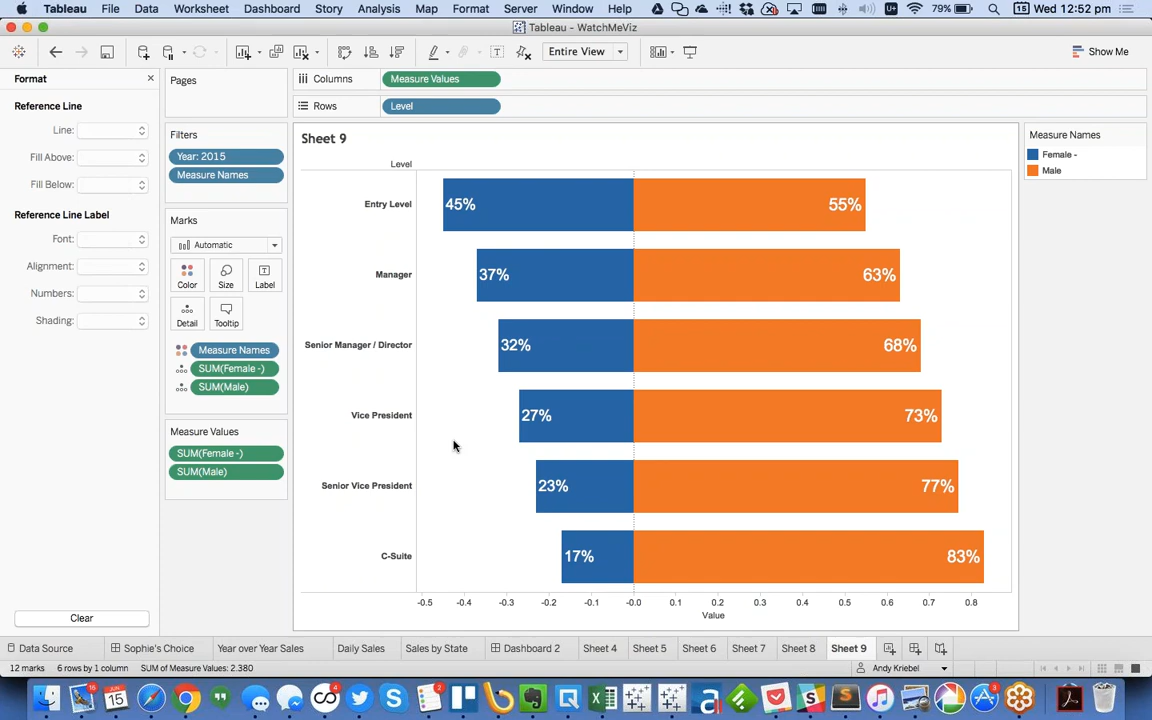 Tableau File Data Worksheet Dashboard Story Analysis Map Format Server Window Help 79% Wed 12:52 pm
Tableau - WatchMeViz
Entire View Show Me
Format
Reference Line
Line:
Fill Above:
Fill Below:
Reference Line Label
Font:
Alignment:
Numbers:
Shading:
Clear
Pages
Filters
Year: 2015
Measure Names
Marks
Automatic
Color Size Label
Detail Tooltip
Measure Names
SUM(Female -)
SUM(Male)
Measure Values
SUM(Female -)
SUM(Male)
Columns Measure Values
Rows Level
Sheet 9
Level
Entry Level 45% 55%
Manager 37% 63%
Senior Manager / Director 32% 68%
Vice President 27% 73%
Senior Vice President 23% 77%
C-Suite 17% 83%
-0.5 -0.4 -0.3 -0.2 -0.1 -0.0 0.1 0.2 0.3 0.4 0.5 0.6 0.7 0.8
Value
Measure Names
Female -
Male
Data Source Sophie's Choice Year over Year Sales Daily Sales Sales by State Dashboard 2 Sheet 4 Sheet 5 Sheet 6 Sheet 7 Sheet 8 Sheet 9
12 marks 6 rows by 1 column SUM of Measure Values: 2.380 Andy Kriebel